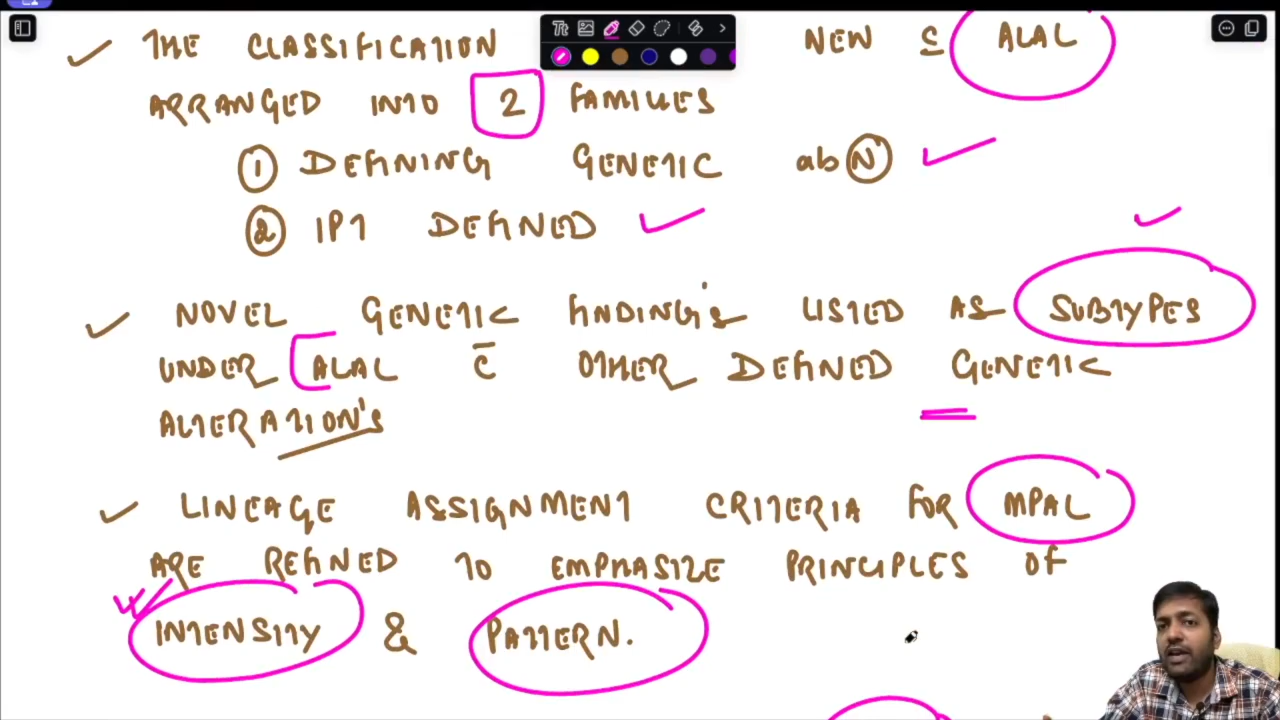 THE CLASSIFICATION NEW c̄ ALAL
ARRANGED INTO 2 FAMILIES
① DEFINING GENETIC abⓃ
② IPT DEFINED
NOVEL GENETIC FINDING'S LISTED AS SUBTYPES
UNDER ALAL c̄ OTHER DEFINED GENETIC
ALTERATION'S
LINEAGE ASSIGNMENT CRITERIA FOR MPAL
ARE REFINED TO EMPHASIZE PRINCIPLES OF
INTENSITY & PATTERN.